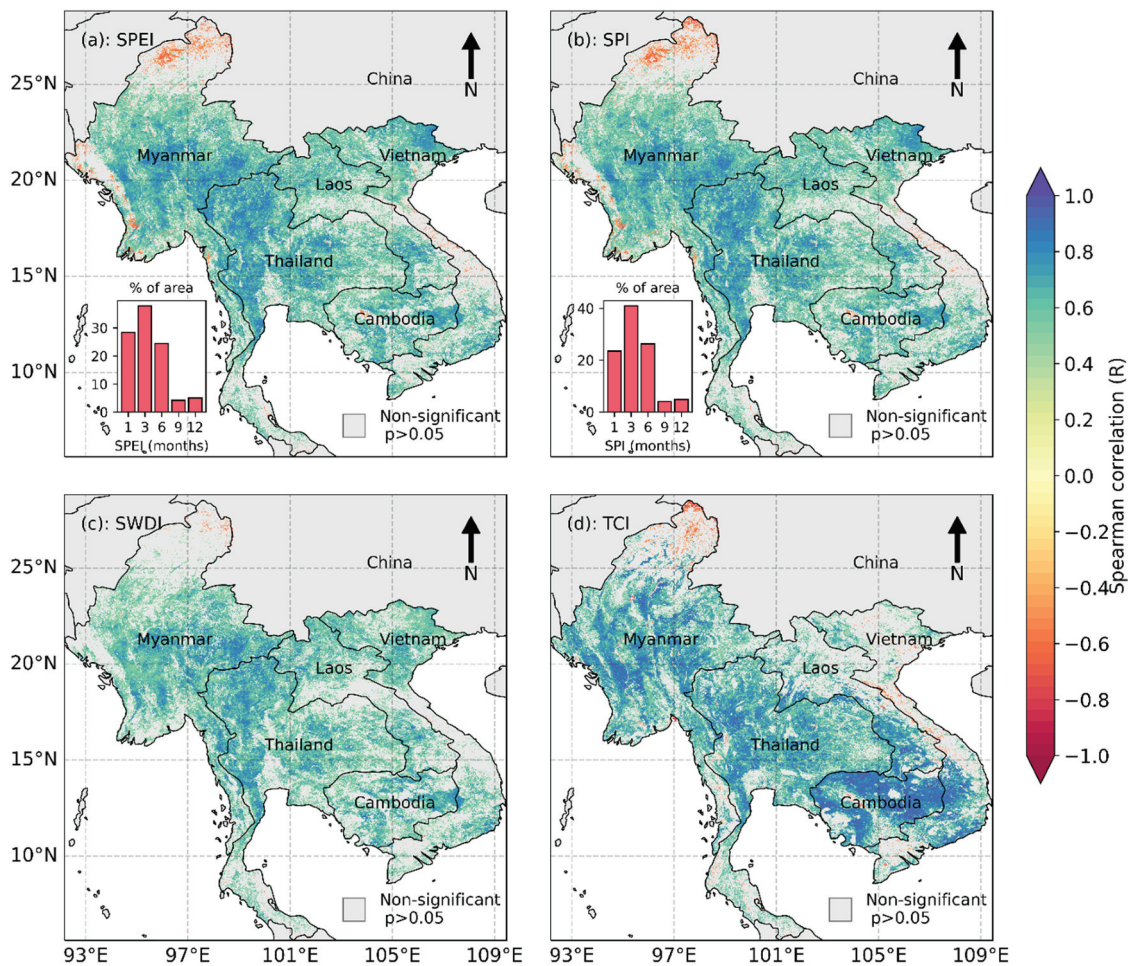 (a): SPEI
N
China
25°N
Myanmar
Vietnam
Laos
20°N
Thailand
15°N
% of area
Cambodia
30
20
10
0
10°N
1 3 6 9 12
SPEI (months)
Non-significant
p>0.05
(b): SPI
N
China
Myanmar
Vietnam
Laos
Thailand
% of area
Cambodia
40
20
0
1 3 6 9 12
SPI (months)
Non-significant
p>0.05
(c): SWDI
N
China
25°N
Myanmar
Vietnam
Laos
20°N
Thailand
15°N
Cambodia
10°N
Non-significant
p>0.05
93°E 97°E 101°E 105°E 109°E
(d): TCI
N
China
Myanmar
Vietnam
Laos
Thailand
Cambodia
Non-significant
p>0.05
93°E 97°E 101°E 105°E 109°E
1.0
0.8
0.6
0.4
0.2
0.0
−0.2
−0.4
−0.6
−0.8
−1.0
Spearman correlation (R)